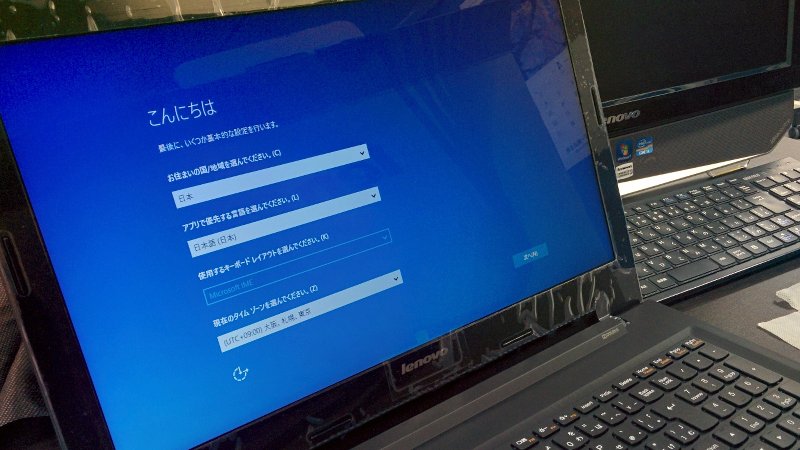 こんにちは
最後に、いくつか基本的な設定を行います。
お住まいの国/地域を選んでください。(C)
日本
アプリで優先する言語を選んでください。(L)
日本語 (日本)
使用するキーボード レイアウトを選んでください。(K)
Microsoft IME
現在のタイム ゾーンを選んでください。(Z)
(UTC+09:00) 大阪、札幌、東京
次へ(N)
lenovo
lenovo